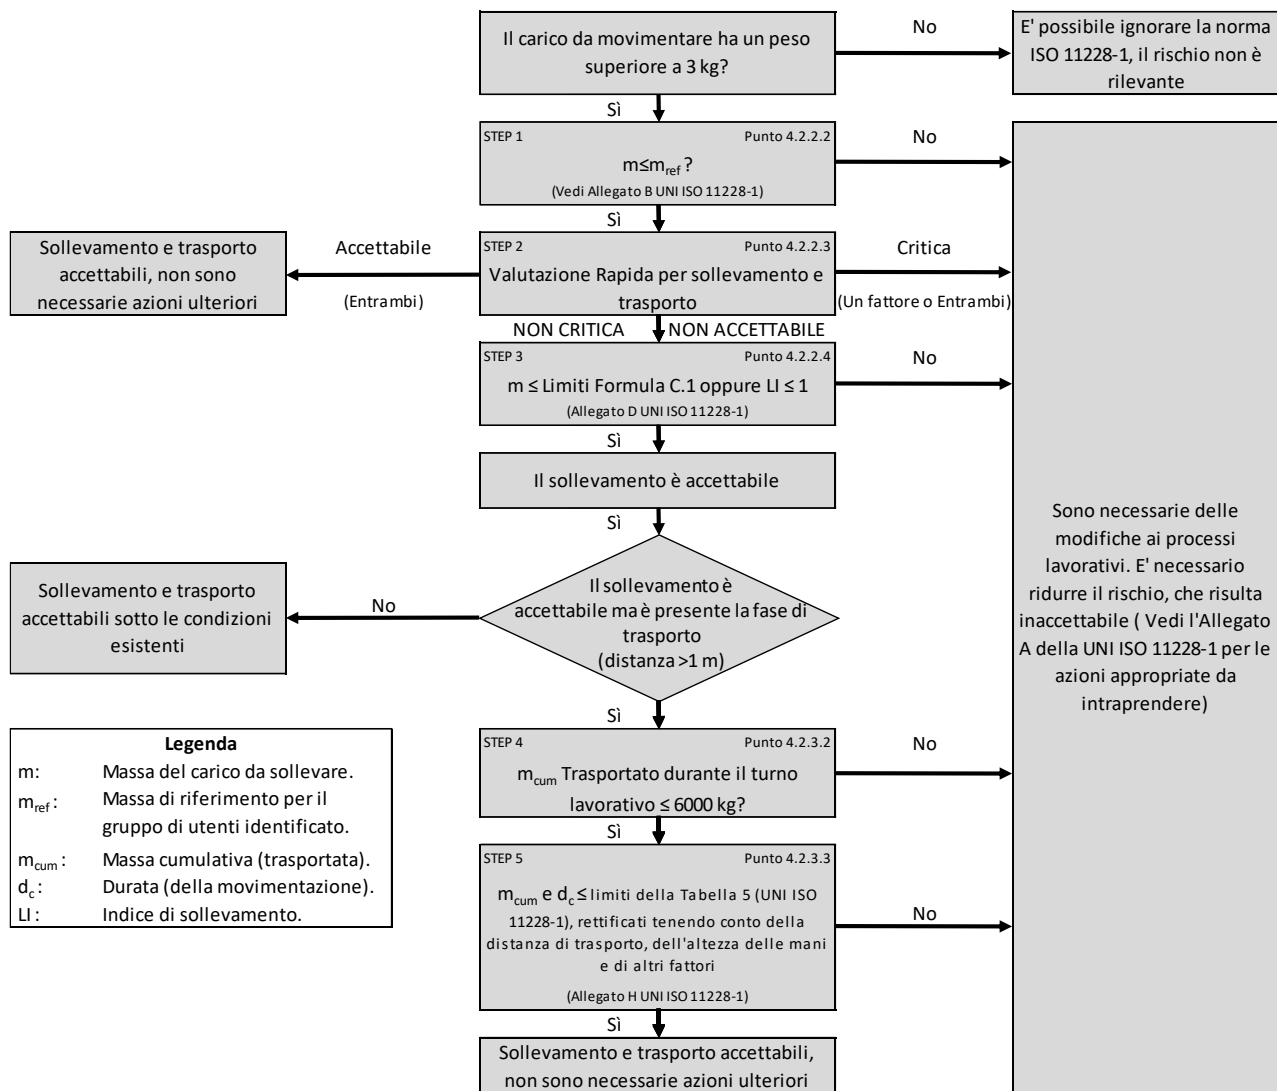 Il carico da movimentare ha un peso
superiore a 3 kg?
No
E' possibile ignorare la norma
ISO 11228-1, il rischio non è
rilevante
Sì
STEP 1
Punto 4.2.2.2
m≤mref ?
(Vedi Allegato B UNI ISO 11228-1)
No
Sì
Sollevamento e trasporto
accettabili, non sono
necessarie azioni ulteriori
Accettabile
(Entrambi)
STEP 2
Punto 4.2.2.3
Valutazione Rapida per sollevamento e
trasporto
Critica
(Un fattore o Entrambi)
NON CRITICA
NON ACCETTABILE
STEP 3
Punto 4.2.2.4
m ≤ Limiti Formula C.1 oppure LI ≤ 1
(Allegato D UNI ISO 11228-1)
No
Sì
Il sollevamento è accettabile
Sì
Sono necessarie delle
modifiche ai processi
lavorativi. E' necessario
ridurre il rischio, che risulta
inaccettabile ( Vedi l'Allegato
A della UNI ISO 11228-1 per le
azioni appropriate da
intraprendere)
Il sollevamento è
accettabile ma è presente la fase di
trasporto
(distanza >1 m)
No
Sollevamento e trasporto
accettabili sotto le condizioni
esistenti
Sì
STEP 4
Punto 4.2.3.2
mcum Trasportato durante il turno
lavorativo ≤ 6000 kg?
No
Sì
Legenda
m: Massa del carico da sollevare.
mref : Massa di riferimento per il
gruppo di utenti identificato.
mcum : Massa cumulativa (trasportata).
dc : Durata (della movimentazione).
LI : Indice di sollevamento.
STEP 5
Punto 4.2.3.3
mcum e dc ≤ limiti della Tabella 5 (UNI ISO
11228-1), rettificati tenendo conto della
distanza di trasporto, dell'altezza delle mani
e di altri fattori
(Allegato H UNI ISO 11228-1)
No
Sì
Sollevamento e trasporto accettabili,
non sono necessarie azioni ulteriori